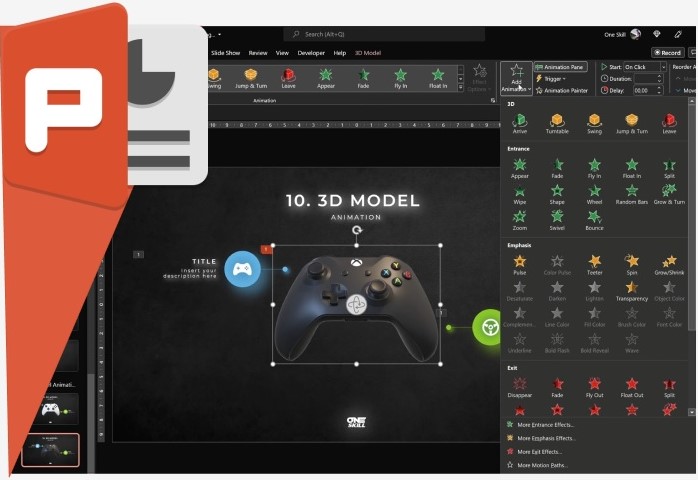 Search (Alt+Q)
One Skill
Slide Show Review View Developer Help 3D Model
Record
Swing Jump & Turn Leave Appear Fade Fly In Float In
Effect Options
Animation
Add Animation
Animation Pane
Trigger
Animation Painter
Start: On Click
Duration:
Delay: 00.00
Reorder
3D
Arrive Turntable Swing Jump & Turn Leave
Entrance
Appear Fade Fly In Float In Split
Wipe Shape Wheel Random Bars Grow & Turn
Zoom Swivel Bounce
Emphasis
Pulse Color Pulse Teeter Spin Grow/Shrink
Desaturate Darken Lighten Transparency Object Color
Complemen... Line Color Fill Color Brush Color Font Color
Underline Bold Flash Bold Reveal Wave
Exit
Disappear Fade Fly Out Float Out Split
More Entrance Effects...
More Emphasis Effects...
More Exit Effects...
More Motion Paths...
10. 3D MODEL
ANIMATION
TITLE
Insert your
description here
ONE
SKILL
P